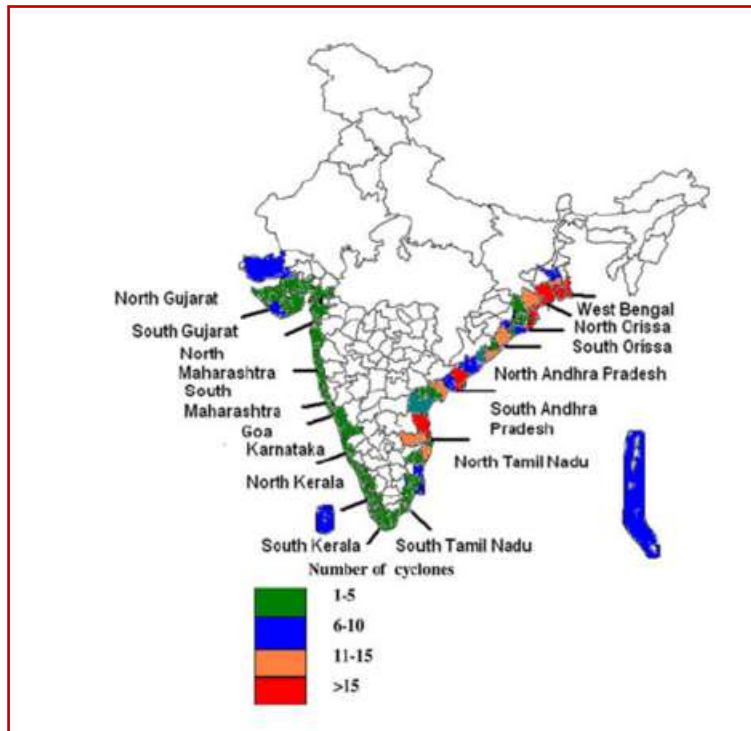 North Gujarat
South Gujarat
North
Maharashtra
South
Maharashtra
Goa
Karnataka
North Kerala
South Kerala
South Tamil Nadu
West Bengal
North Orissa
South Orissa
North Andhra Pradesh
South Andhra
Pradesh
North Tamil Nadu
Number of cyclones
1-5
6-10
11-15
>15